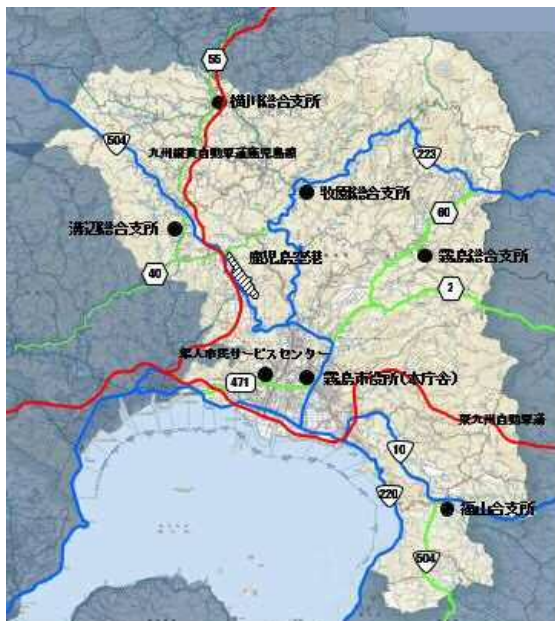 55
横川総合支所
504
九州縦貫自動車道鹿児島線
223
牧園総合支所
60
溝辺総合支所
鹿児島空港
霧島総合支所
40
2
隼人市民サービスセンター
471
霧島市役所(本庁舎)
東九州自動車道
10
220
福山総合支所
504